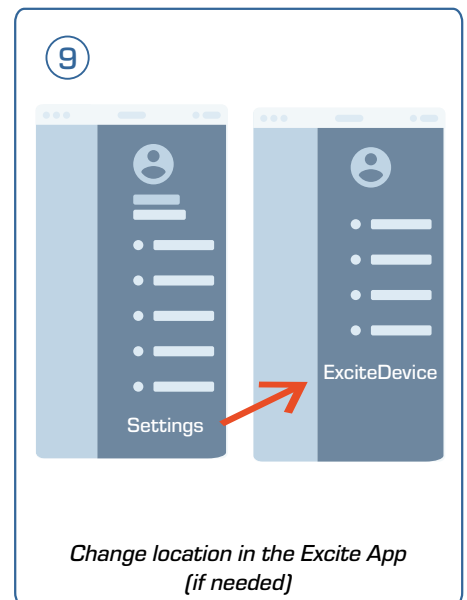 9
ExciteDevice
Settings
Change location in the Excite App
(if needed)